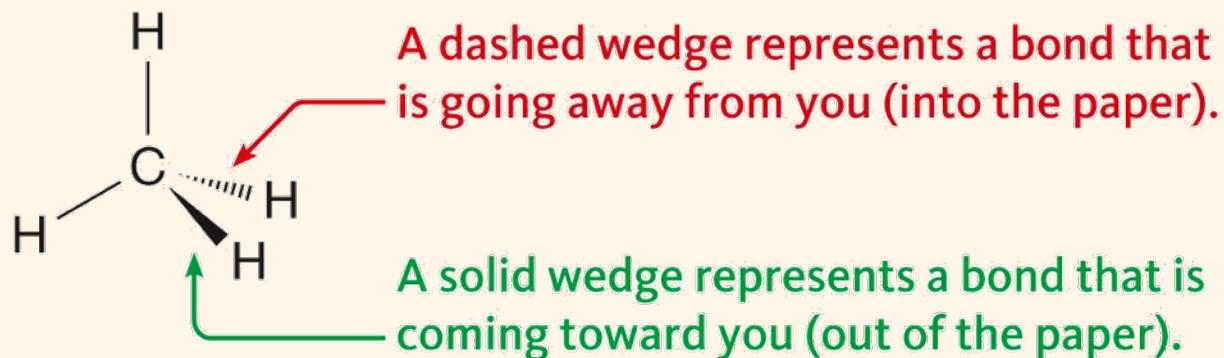 H
A dashed wedge represents a bond that
is going away from you (into the paper).
C
H
H
H
A solid wedge represents a bond that is
coming toward you (out of the paper).